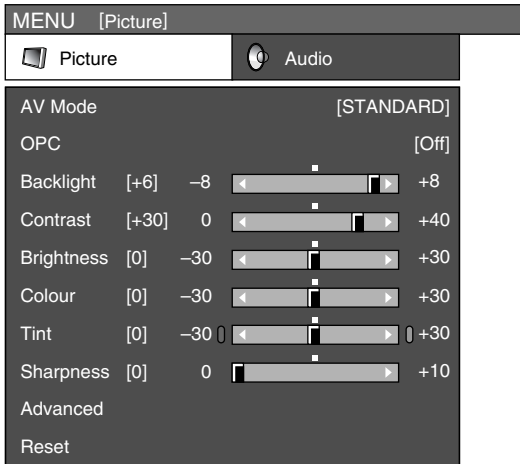 MENU [Picture]
Picture Audio
AV Mode [STANDARD]
OPC [Off]
Backlight [+6] –8 +8
Contrast [+30] 0 +40
Brightness [0] –30 +30
Colour [0] –30 +30
Tint [0] –30 +30
Sharpness [0] 0 +10
Advanced
Reset